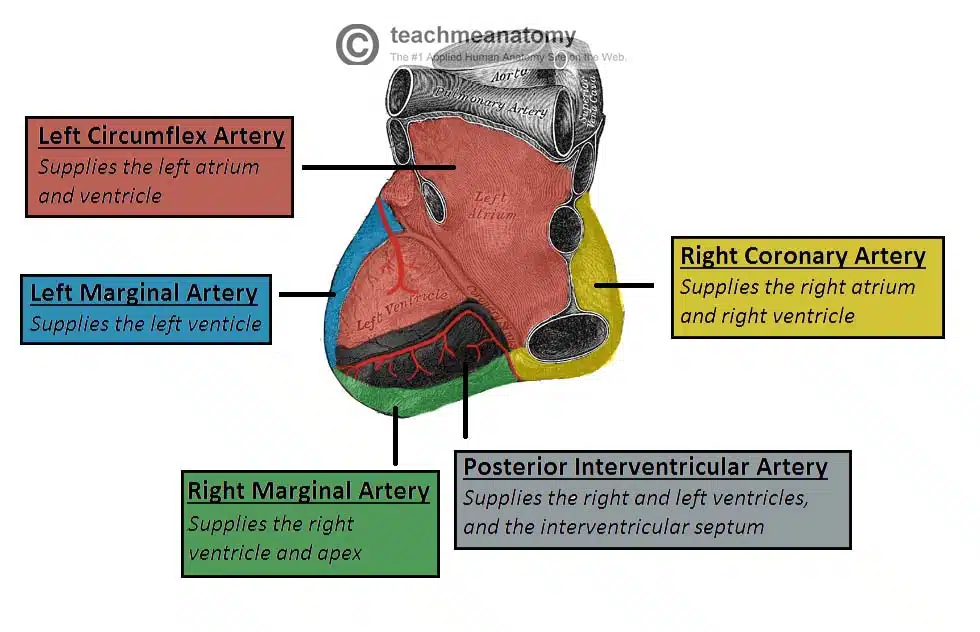 © teachmeanatomy
The #1 Applied Human Anatomy Site on the Web.
Aorta
Pulmonary Artery
Superior
Vena Cava
Left Circumflex Artery
Supplies the left atrium
and ventricle
Left
Atrium
Right Coronary Artery
Supplies the right atrium
and right ventricle
Left Marginal Artery
Supplies the left venticle
Left Ventricle
Posterior Interventricular Artery
Supplies the right and left ventricles,
and the interventricular septum
Right Marginal Artery
Supplies the right
ventricle and apex